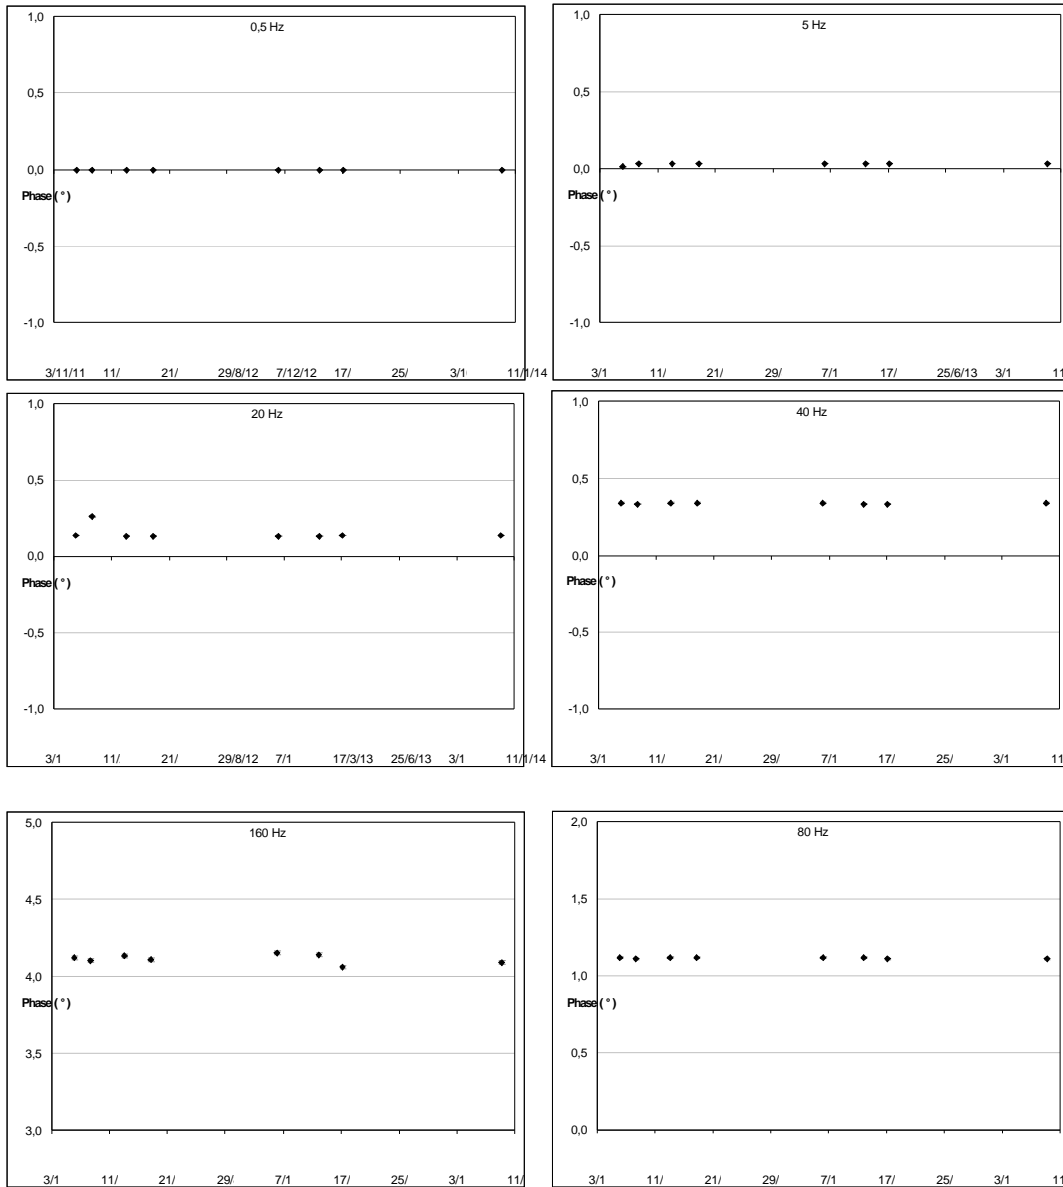 0,5 Hz
1,0
0,5
0,0
Phase ( ° )
-0,5
-1,0
3/11/11 11/ 21/ 29/8/12 7/12/12 17/ 25/ 3/1 11/1/14
5 Hz
1,0
0,5
0,0
Phase ( ° )
-0,5
-1,0
3/1 11/ 21/ 29/ 7/1 17/ 25/6/13 3/1 11
20 Hz
1,0
0,5
0,0
Phase ( ° )
-0,5
-1,0
3/1 11/ 21/ 29/8/12 7/1 17/3/13 25/6/13 3/1 11/1/14
40 Hz
1,0
0,5
0,0
Phase ( ° )
-0,5
-1,0
3/1 11/ 21/ 29/ 7/1 17/ 25/ 3/1 11
160 Hz
5,0
4,5
4,0
Phase ( ° )
3,5
3,0
3/1 11/ 21/ 29/ 7/1 17/ 25/ 3/1 11/
80 Hz
2,0
1,5
1,0
Phase ( ° )
0,5
0,0
3/1 11/ 21/ 29/ 7/1 17/ 25/ 3/1 11